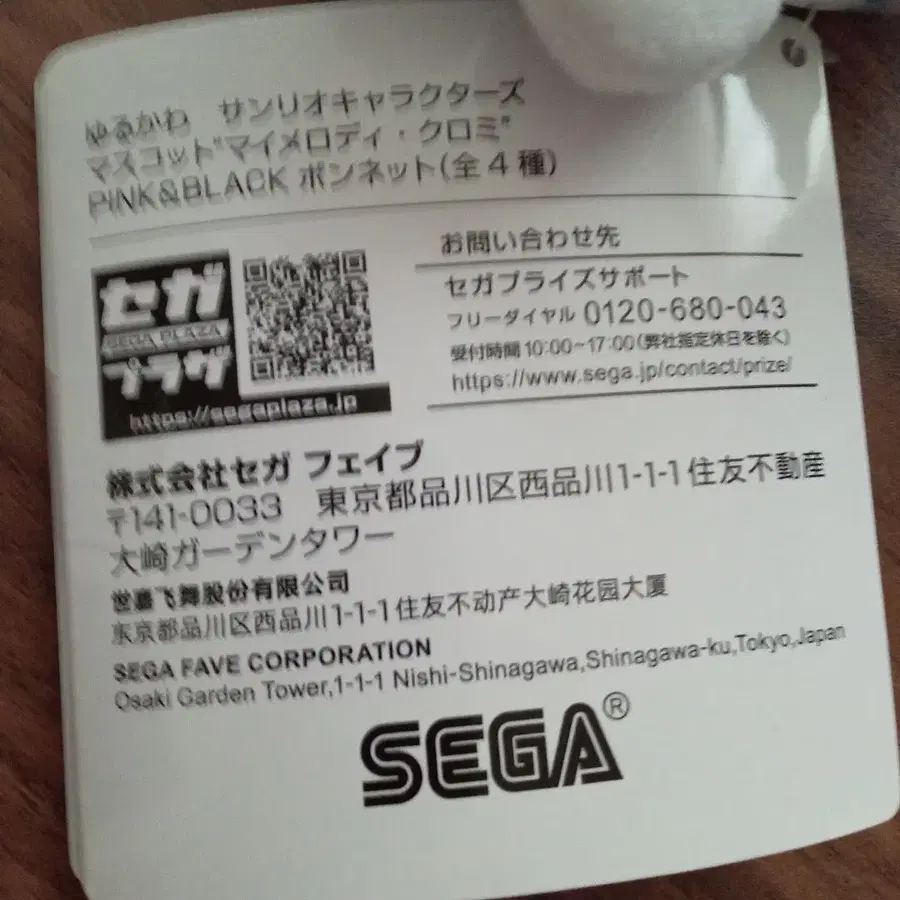 ゆるかわ サンリオキャラクターズ
マスコット"マイメロディ・クロミ"
PINK&BLACK ボンネット(全4種)
セガ
SEGA PLAZA
プラザ
https://segaplaza.jp
お問い合わせ先
セガプライズサポート
フリーダイヤル 0120-680-043
受付時間 10:00~17:00(弊社指定休日を除く)
https://www.sega.jp/contact/prize/
株式会社セガ フェイブ
〒141-0033 東京都品川区西品川1-1-1住友不動産
大崎ガーデンタワー
世嘉飞舞股份有限公司
东京都品川区西品川1-1-1住友不动产大崎花园大厦
SEGA FAVE CORPORATION
Osaki Garden Tower,1-1-1 Nishi-Shinagawa,Shinagawa-ku,Tokyo,Japan
SEGA®